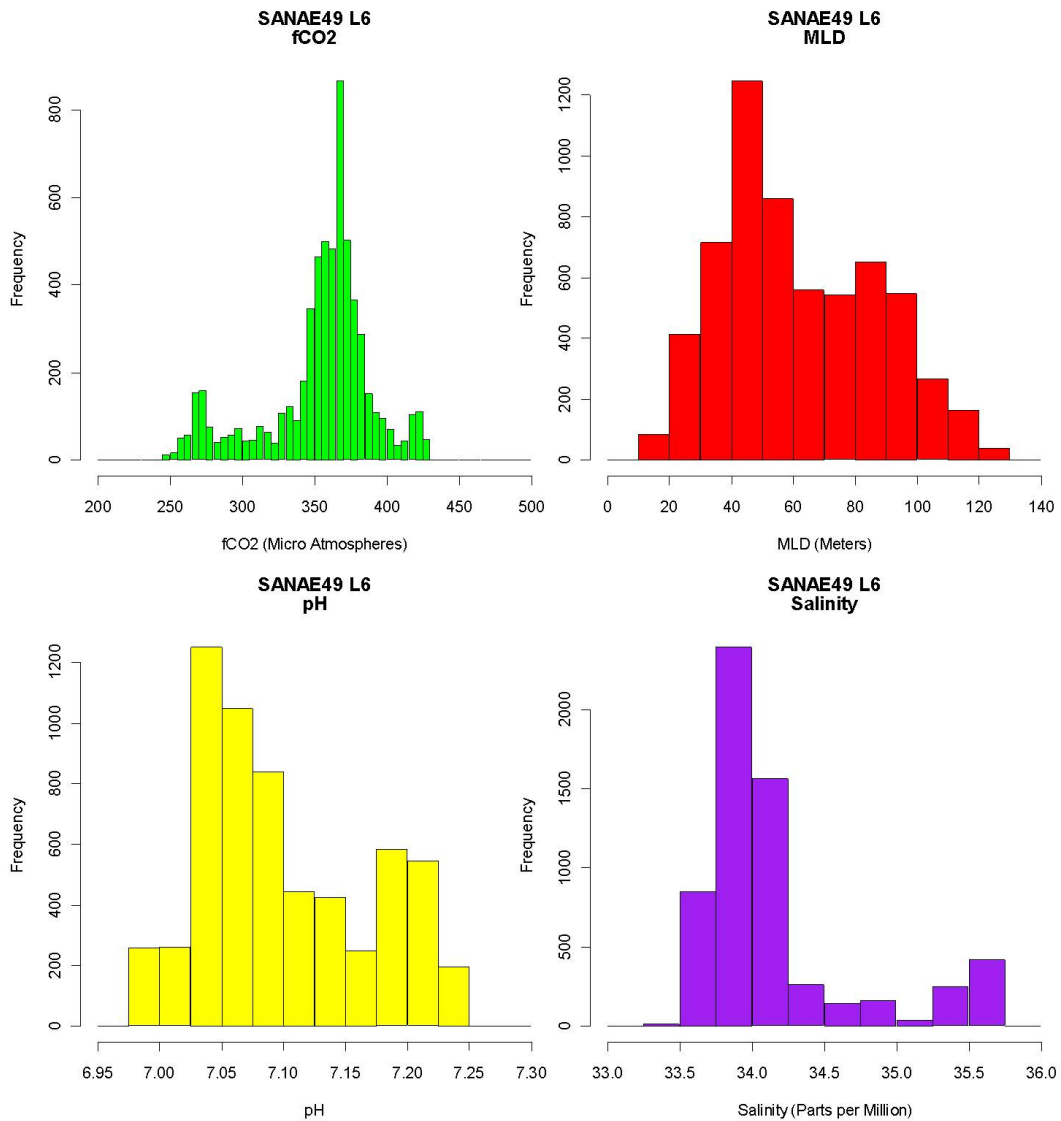 SANAE49 L6
fCO2
Frequency
0 200 400 600 800
200 250 300 350 400 450 500
fCO2 (Micro Atmospheres)
SANAE49 L6
MLD
Frequency
0 200 400 600 800 1000 1200
0 20 40 60 80 100 120 140
MLD (Meters)
SANAE49 L6
pH
Frequency
0 200 400 600 800 1000 1200
6.95 7.00 7.05 7.10 7.15 7.20 7.25 7.30
pH
SANAE49 L6
Salinity
Frequency
0 500 1000 1500 2000
33.0 33.5 34.0 34.5 35.0 35.5 36.0
Salinity (Parts per Million)